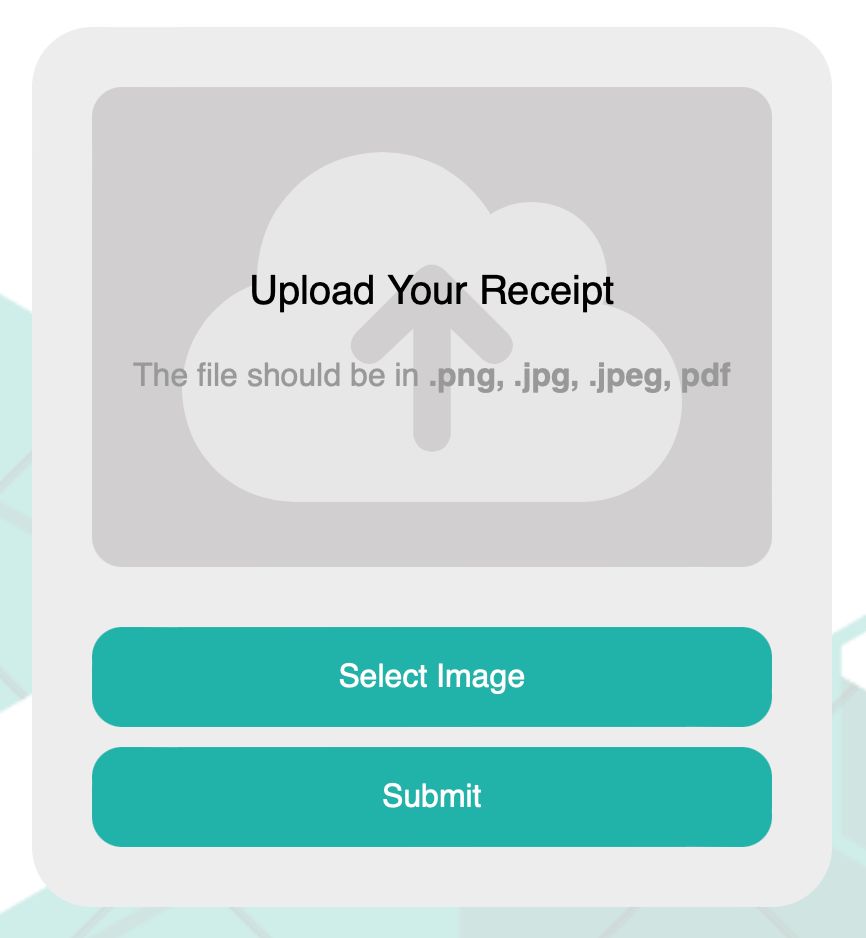 Upload Your Receipt
The file should be in .png, .jpg, .jpeg, pdf
Select Image
Submit